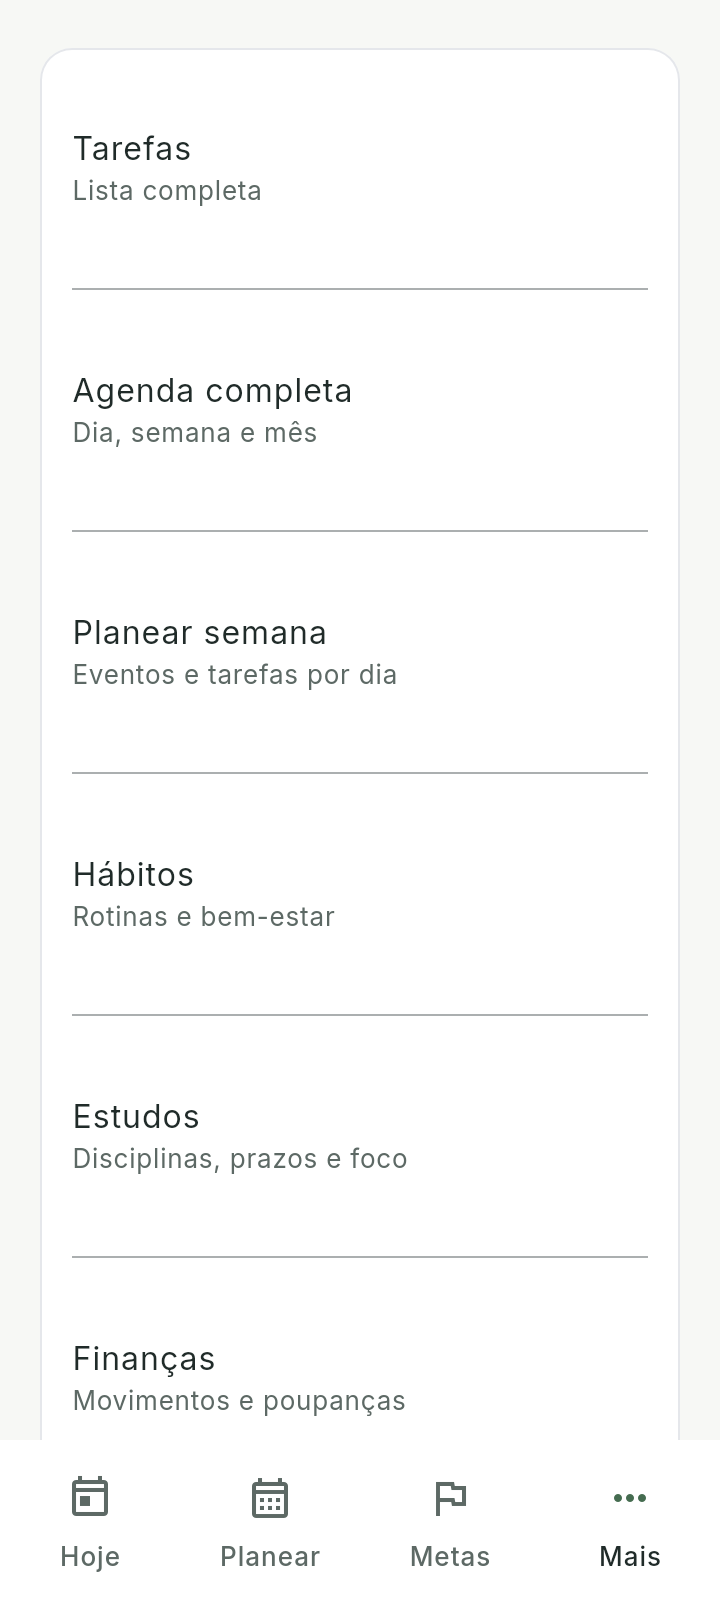 Tarefas
Lista completa
Agenda completa
Dia, semana e mês
Planear semana
Eventos e tarefas por dia
Hábitos
Rotinas e bem-estar
Estudos
Disciplinas, prazos e foco
Finanças
Movimentos e poupanças
Hoje
Planear
Metas
Mais